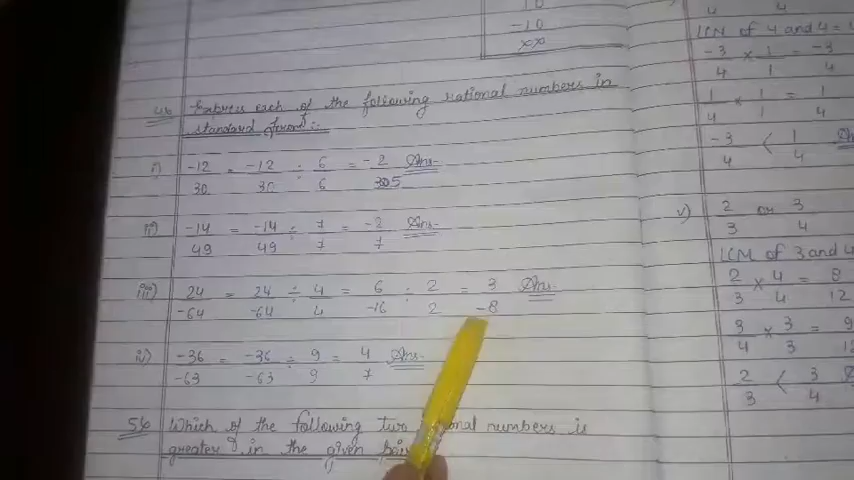 10
-10
××
Express each of the following rational numbers in
standard form:-
i) -12/30 = -12/30 ÷ 6/6 = -2/5 Ans-
ii) -14/49 = -14/49 ÷ 7/7 = -2/7 Ans-
iii) 24/-64 = 24/-64 ÷ 4/4 = 6/-16 ÷ 2/2 = 3/-8 Ans-
iv) -36/-63 = -36/-63 ÷ 9/9 = 4/7 Ans-
Which of the following two rational numbers is
greater in the given
4 4
LCM of 4 and 4 =
-3/4 × 1/1 = -3/4
1/4 × 1/1 = 1/4
-3/4 < 1/4
v) 2/3 or 3/4
LCM of 3 and 4
2/3 × 4/4 = 8/12
3/4 × 3/3 = 9/
2/3 < 3/4